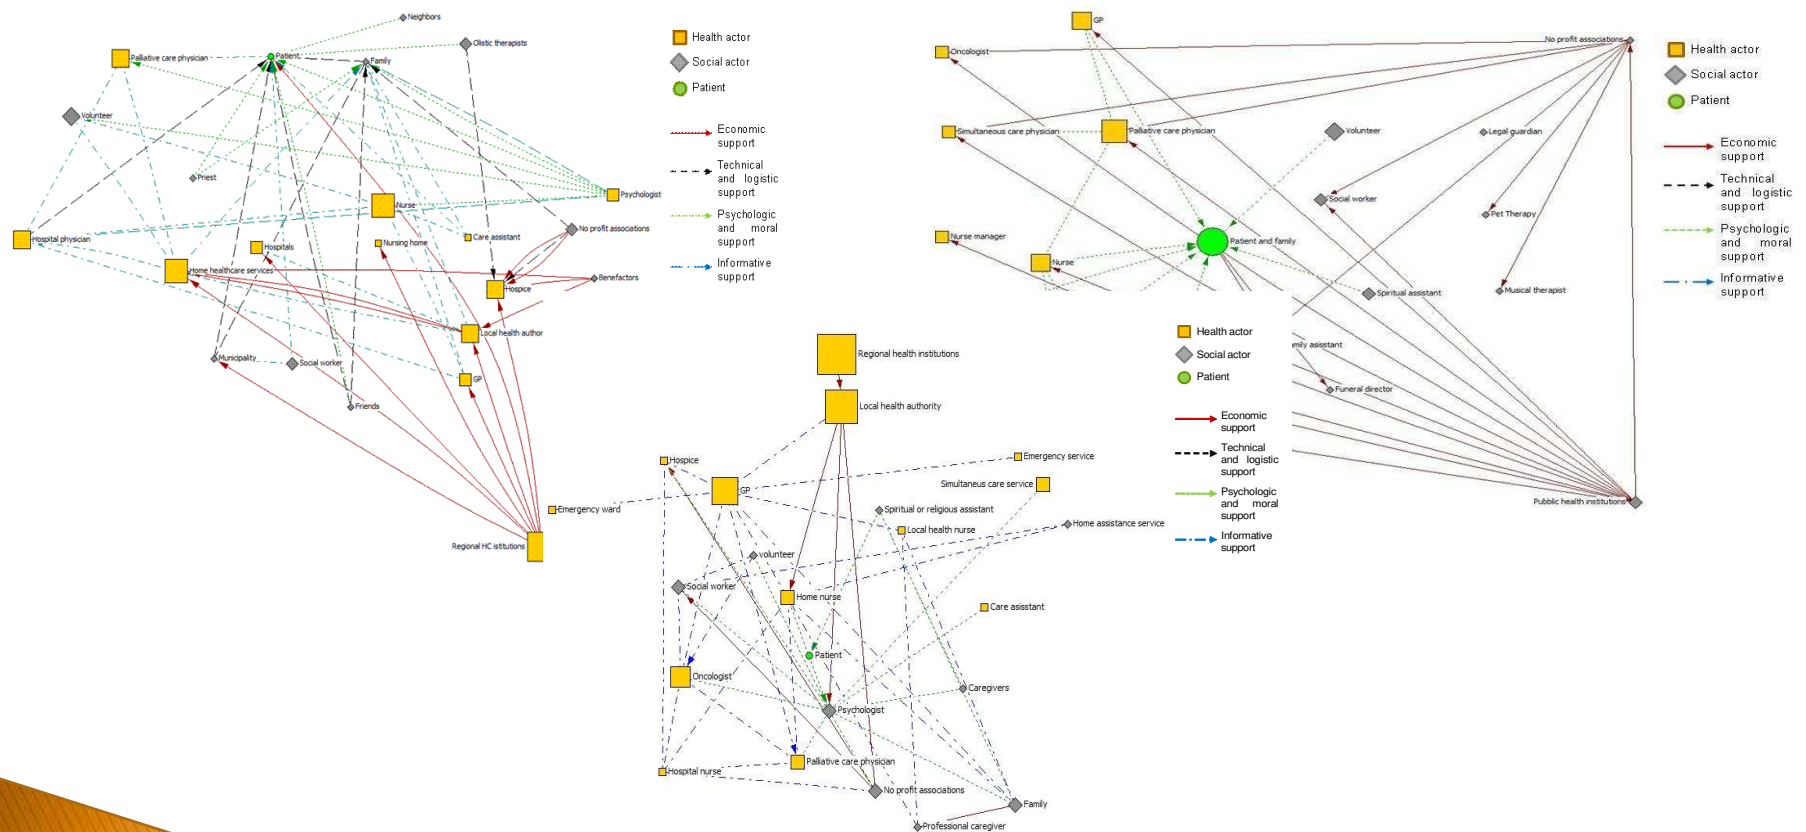 Neighbors
Olistic therapists
Palliative care physician
Patient
Family
Volunteer
Priest
Psychologist
Nurse
Hospital physician
Hospitals
Nursing home
Care assistant
No profit associations
Home healthcare services
Benefactors
Hospice
Local health author
Municipality
Social worker
GP
Friends
Regional HC istitutions
Health actor
Social actor
Patient
Economic
support
Technical
and logistic
support
Psychologic
and moral
support
Informative
support
GP
No profit associations
Oncologist
Simultaneous care physician
Palliative care physician
Volunteer
Legal guardian
Social worker
Pet Therapy
Nurse manager
Patient and family
Nurse
Spiritual assistant
Musical therapist
amily asisstant
Funeral director
Pubblic health institutions
Health actor
Social actor
Patient
Economic
support
Technical
and logistic
support
Psychologic
and moral
support
Informative
support
Regional health institutions
Local health authority
Hospice
Emergency service
GP
Simultaneus care service
Emergency ward
Spiritual or religious assistant
Local health nurse
Home assistance service
volunteer
Social worker
Home nurse
Care asisstant
Patient
Oncologist
Caregivers
Psychologist
Palliative care physician
Hospital nurse
No profit associations
Family
Professional caregiver
Health actor
Social actor
Patient
Economic
support
Technical
and logistic
support
Psychologic
and moral
support
Informative
support